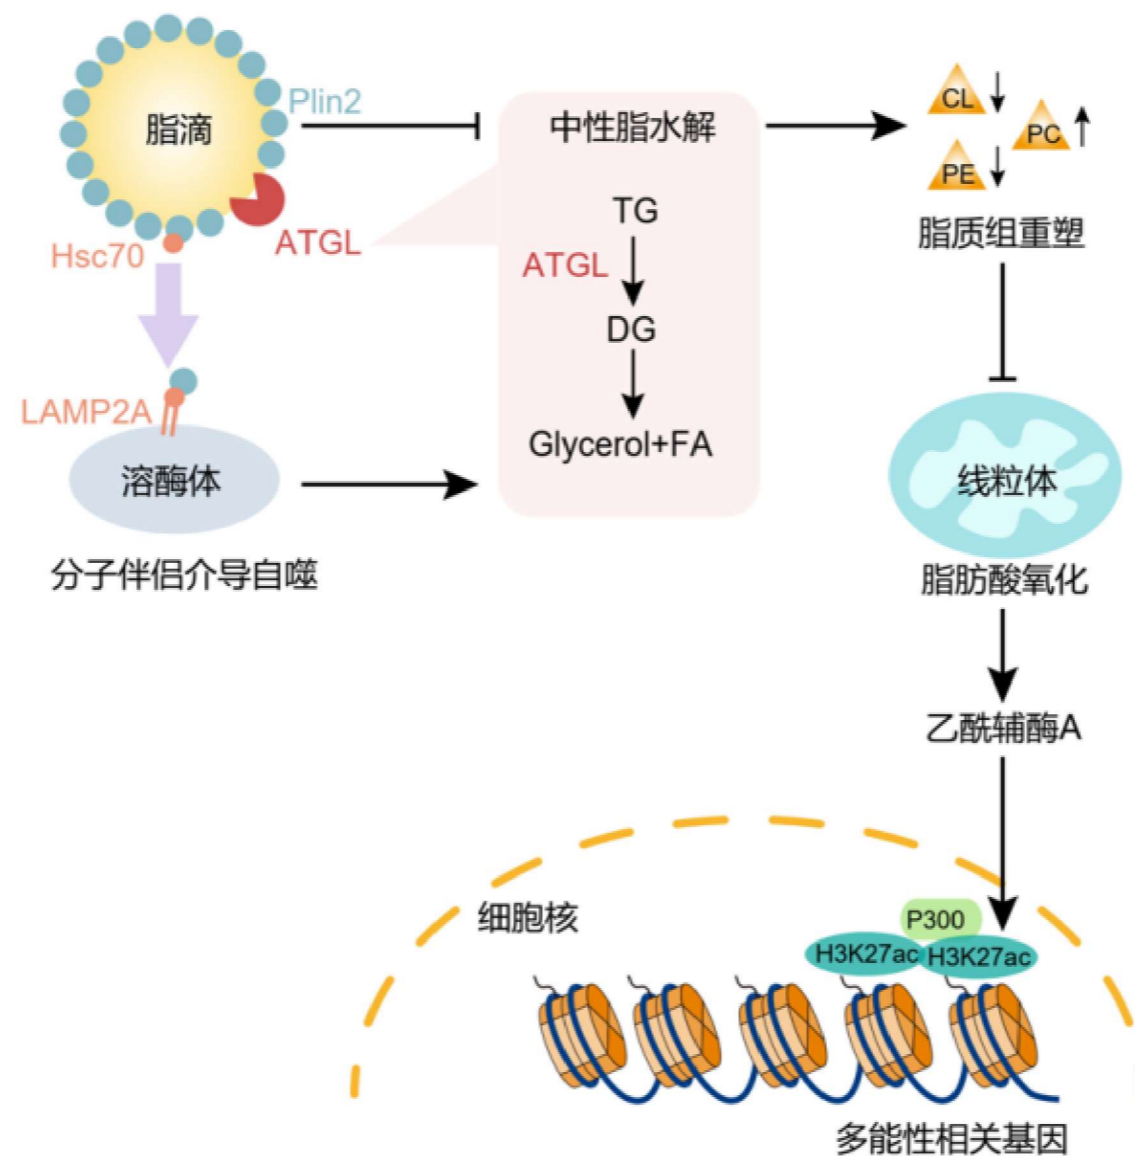 脂滴
Plin2
ATGL
Hsc70
LAMP2A
溶酶体
分子伴侣介导自噬
中性脂水解
TG
ATGL
DG
Glycerol+FA
CL
PC
PE
脂质组重塑
线粒体
脂肪酸氧化
乙酰辅酶A
细胞核
P300
H3K27ac
H3K27ac
多能性相关基因